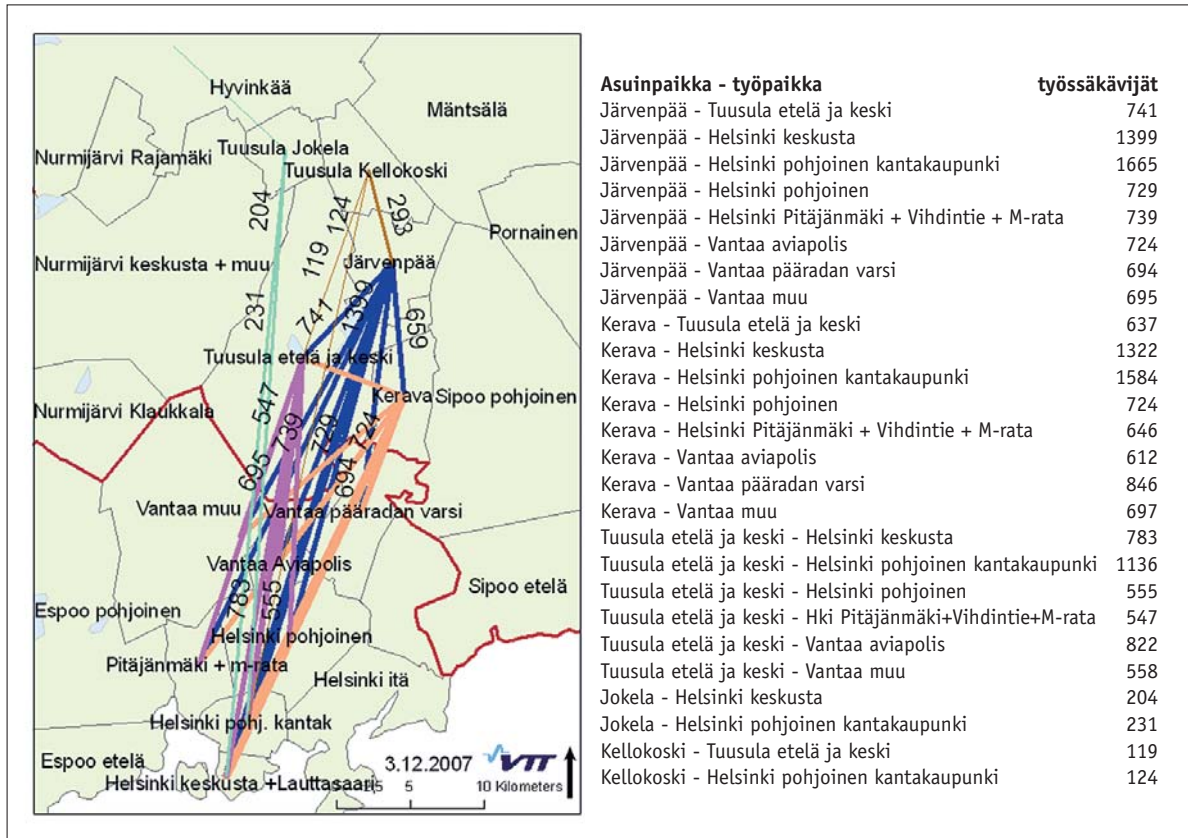 Hyvinkää
Mäntsälä
Nurmijärvi Rajamäki
Tuusula Jokela
Tuusula Kellokoski
204
124
293
119
Pornainen
Nurmijärvi keskusta + muu
Järvenpää
231
741
1399
659
Tuusula etelä ja keski
Kerava
Sipoo pohjoinen
Nurmijärvi Klaukkala
547
739
729
724
695
694
Vantaa muu
Vantaa pääradan varsi
Vantaa Aviapolis
783
555
Sipoo etelä
Espoo pohjoinen
Helsinki pohjoinen
Pitäjänmäki + m-rata
Helsinki itä
Helsinki pohj. kantak
Espoo etelä
3.12.2007 VTT
Helsinki keskusta +Lauttasaari
5 10 Kilometers
Asuinpaikka - työpaikka työssäkävijät
Järvenpää - Tuusula etelä ja keski 741
Järvenpää - Helsinki keskusta 1399
Järvenpää - Helsinki pohjoinen kantakaupunki 1665
Järvenpää - Helsinki pohjoinen 729
Järvenpää - Helsinki Pitäjänmäki + Vihdintie + M-rata 739
Järvenpää - Vantaa aviapolis 724
Järvenpää - Vantaa pääradan varsi 694
Järvenpää - Vantaa muu 695
Kerava - Tuusula etelä ja keski 637
Kerava - Helsinki keskusta 1322
Kerava - Helsinki pohjoinen kantakaupunki 1584
Kerava - Helsinki pohjoinen 724
Kerava - Helsinki Pitäjänmäki + Vihdintie + M-rata 646
Kerava - Vantaa aviapolis 612
Kerava - Vantaa pääradan varsi 846
Kerava - Vantaa muu 697
Tuusula etelä ja keski - Helsinki keskusta 783
Tuusula etelä ja keski - Helsinki pohjoinen kantakaupunki 1136
Tuusula etelä ja keski - Helsinki pohjoinen 555
Tuusula etelä ja keski - Hki Pitäjänmäki+Vihdintie+M-rata 547
Tuusula etelä ja keski - Vantaa aviapolis 822
Tuusula etelä ja keski - Vantaa muu 558
Jokela - Helsinki keskusta 204
Jokela - Helsinki pohjoinen kantakaupunki 231
Kellokoski - Tuusula etelä ja keski 119
Kellokoski - Helsinki pohjoinen kantakaupunki 124